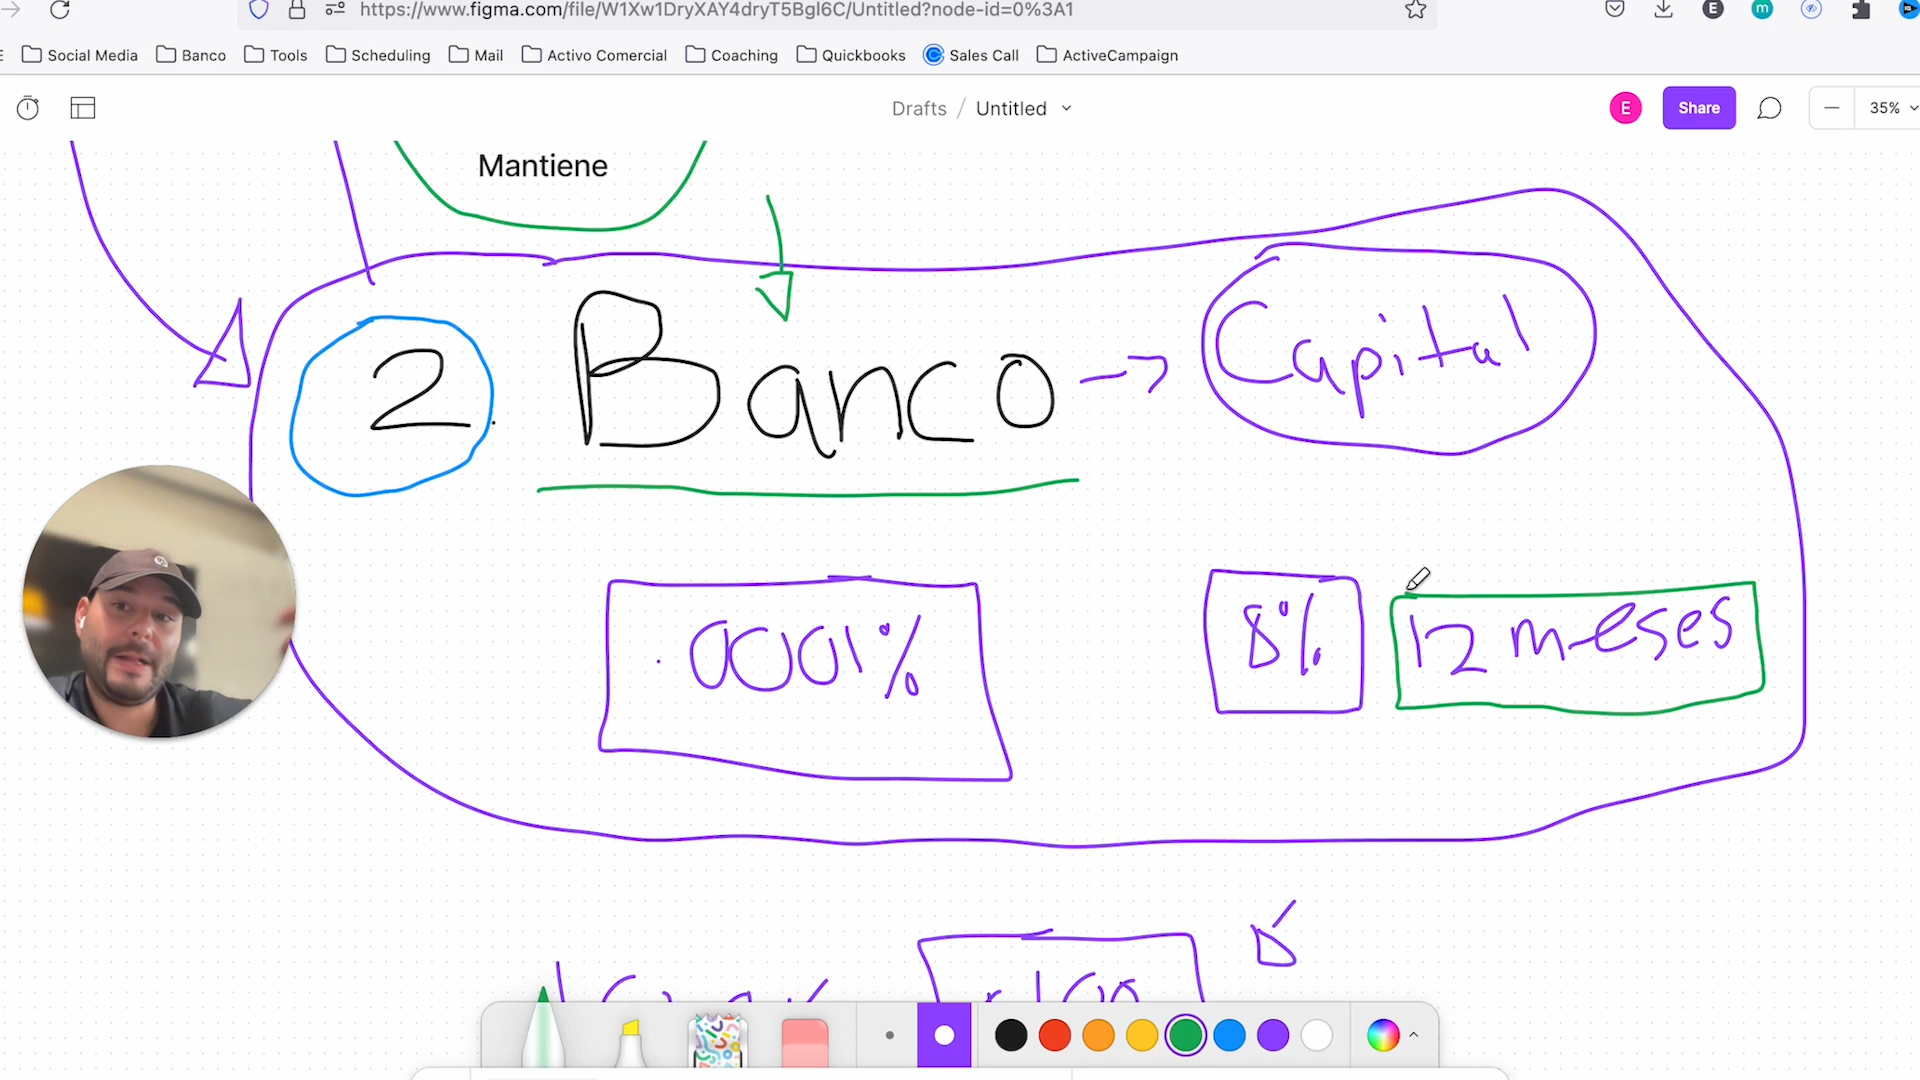 https://www.figma.com/file/W1Xw1DryXAY4dryT5Bgl6C/Untitled?node-id=0%3A1
E
m
Social Media Banco Tools Scheduling Mail Activo Comercial Coaching Quickbooks Sales Call ActiveCampaign
Drafts / Untitled
E Share 35%
Mantiene
2. Banco → Capital
.0001% 8% 12 meses